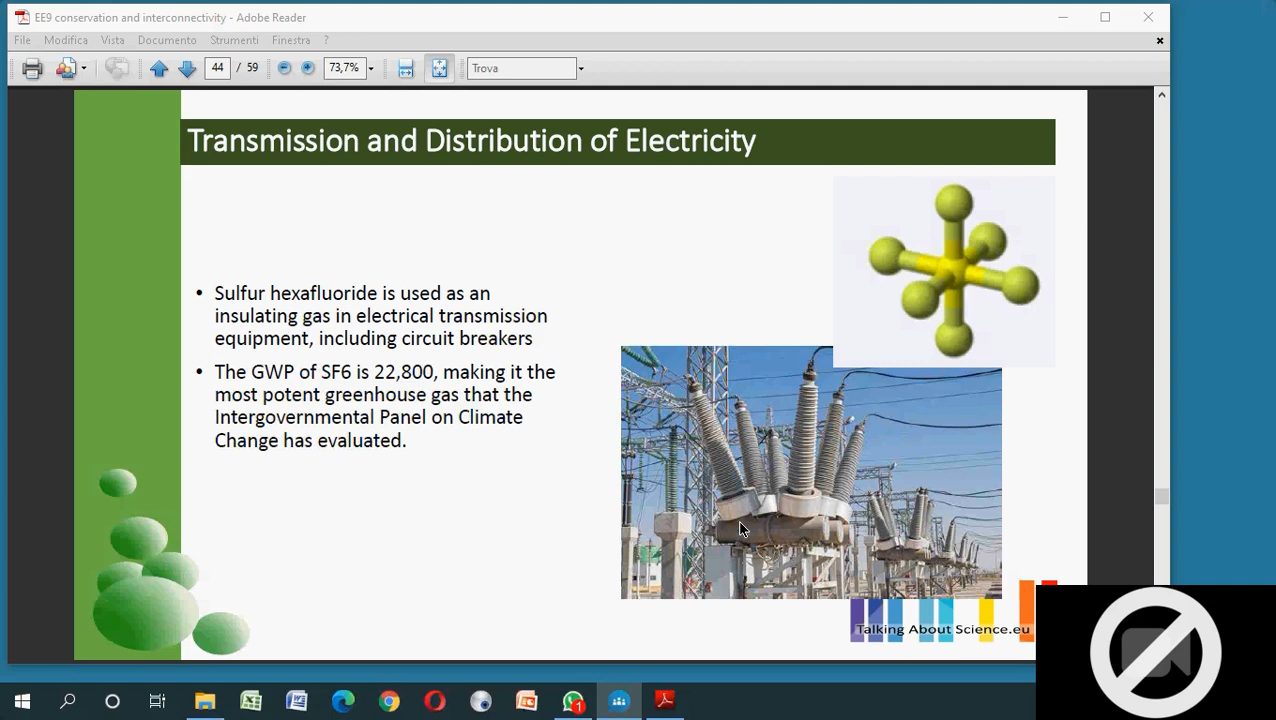 EE9 conservation and interconnectivity - Adobe Reader
File Modifica Vista Documento Strumenti Finestra ?
44 / 59 73,7% Trova
Transmission and Distribution of Electricity
• Sulfur hexafluoride is used as an
insulating gas in electrical transmission
equipment, including circuit breakers
• The GWP of SF6 is 22,800, making it the
most potent greenhouse gas that the
Intergovernmental Panel on Climate
Change has evaluated.
Talking About Science.eu
1